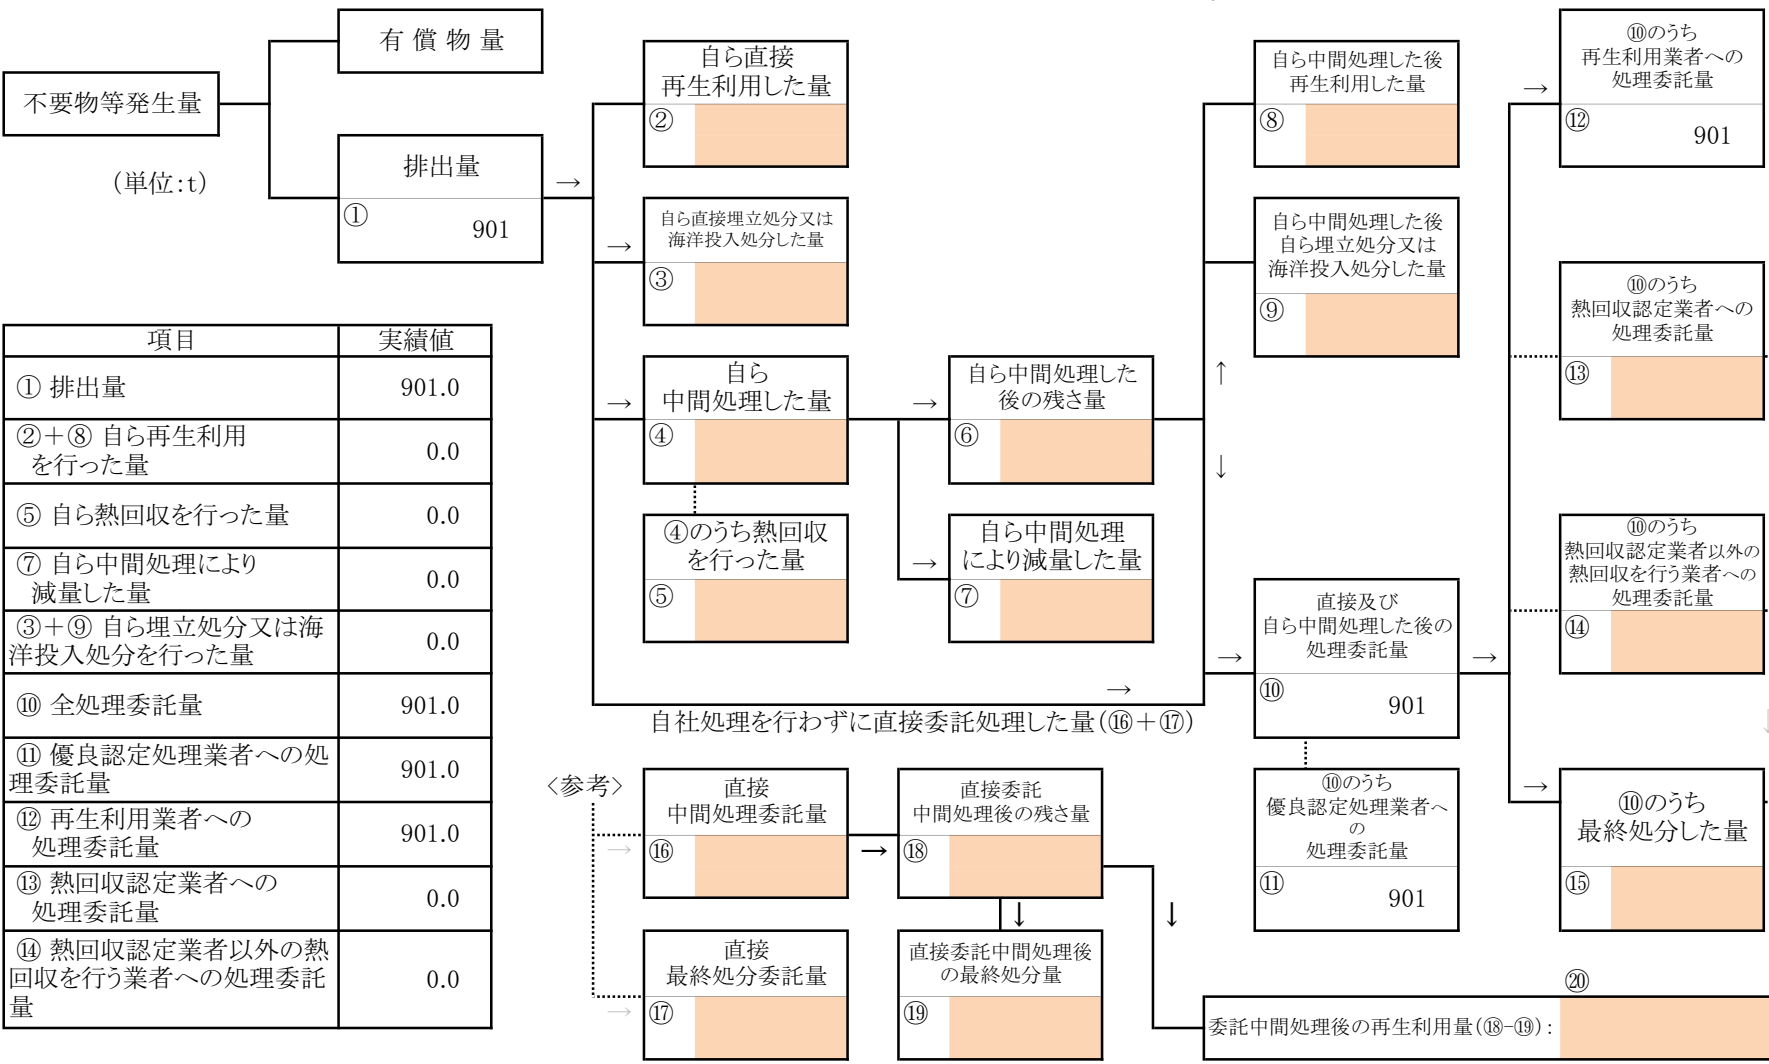 有 償 物 量
不要物等発生量
(単位:t)
排出量
①
901
→
自ら直接
再生利用した量
②
→
自ら直接埋立処分又は
海洋投入処分した量
③
→
自ら
中間処理した量
④
④のうち熱回収
を行った量
⑤
→
自ら中間処理した
後の残さ量
⑥
→
自ら中間処理
により減量した量
⑦
自ら中間処理した後
再生利用した量
⑧
自ら中間処理した後
自ら埋立処分又は
海洋投入処分した量
⑨
↑
↓
→
直接及び
自ら中間処理した後の
処理委託量
⑩
901
→
自社処理を行わずに直接委託処理した量(⑯+⑰)
→
⑩のうち
優良認定処理業者へ
の
処理委託量
⑪
901
→
⑩のうち
再生利用業者への
処理委託量
⑫
901
⑩のうち
熱回収認定業者への
処理委託量
⑬
⑩のうち
熱回収認定業者以外の
熱回収を行う業者への
処理委託量
⑭
↓
→
⑩のうち
最終処分した量
⑮
項目 実績値
① 排出量 901.0
②+⑧ 自ら再生利用
を行った量 0.0
⑤ 自ら熱回収を行った量 0.0
⑦ 自ら中間処理により
減量した量 0.0
③+⑨ 自ら埋立処分又は海
洋投入処分を行った量 0.0
⑩ 全処理委託量 901.0
⑪ 優良認定処理業者への処
理委託量 901.0
⑫ 再生利用業者への
処理委託量 901.0
⑬ 熱回収認定業者への
処理委託量 0.0
⑭ 熱回収認定業者以外の熱
回収を行う業者への処理委託
量 0.0
〈参考〉
→
直接
中間処理委託量
⑯
→
直接委託
中間処理後の残さ量
⑱
↓
↓
→
直接
最終処分委託量
⑰
直接委託中間処理後
の最終処分量
⑲
⑳
委託中間処理後の再生利用量(⑱-⑲):